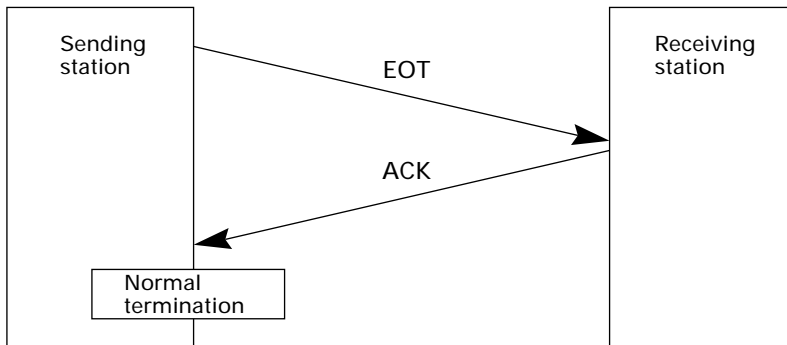 Sending
station
EOT
Receiving
station
ACK
Normal
termination